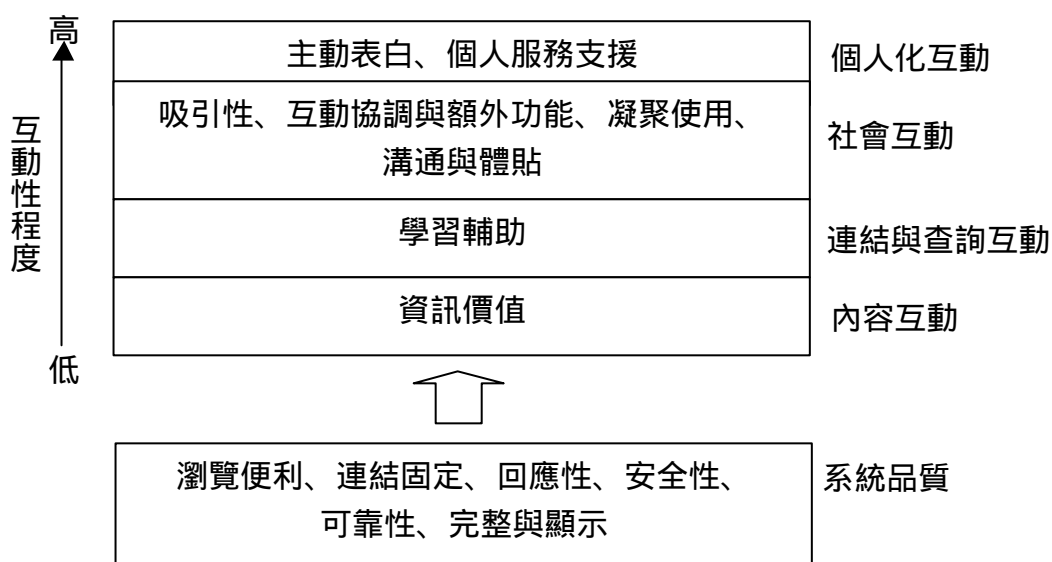 高
主動表白、個人服務支援
個人化互動
吸引性、互動協調與額外功能、凝聚使用、
溝通與體貼
社會互動
互動性程度
學習輔助
連結與查詢互動
資訊價值
內容互動
低
瀏覽便利、連結固定、回應性、安全性、
可靠性、完整與顯示
系統品質